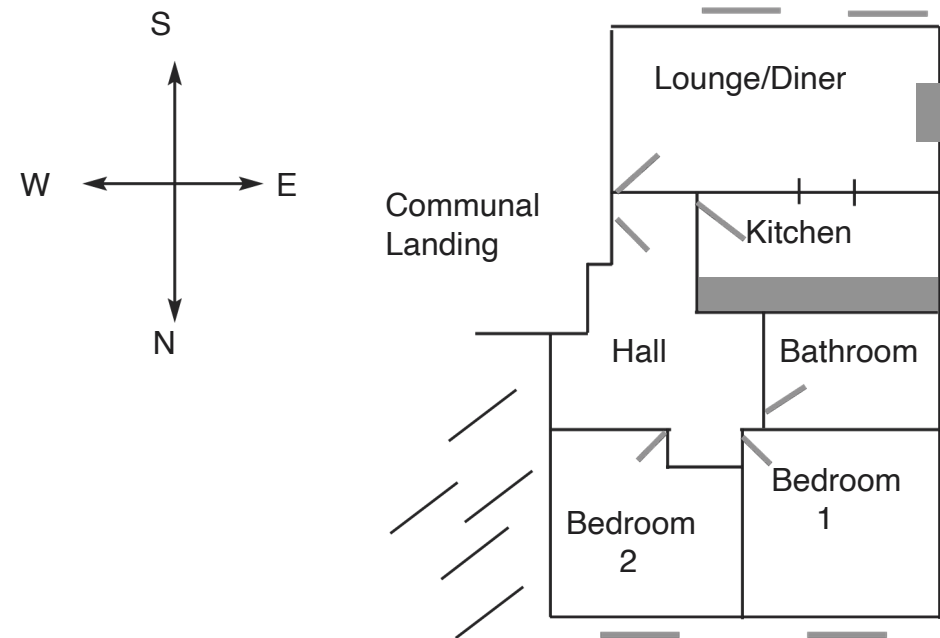 S
W
E
N
Communal
Landing
Lounge/Diner
Kitchen
Hall
Bathroom
Bedroom
1
Bedroom
2